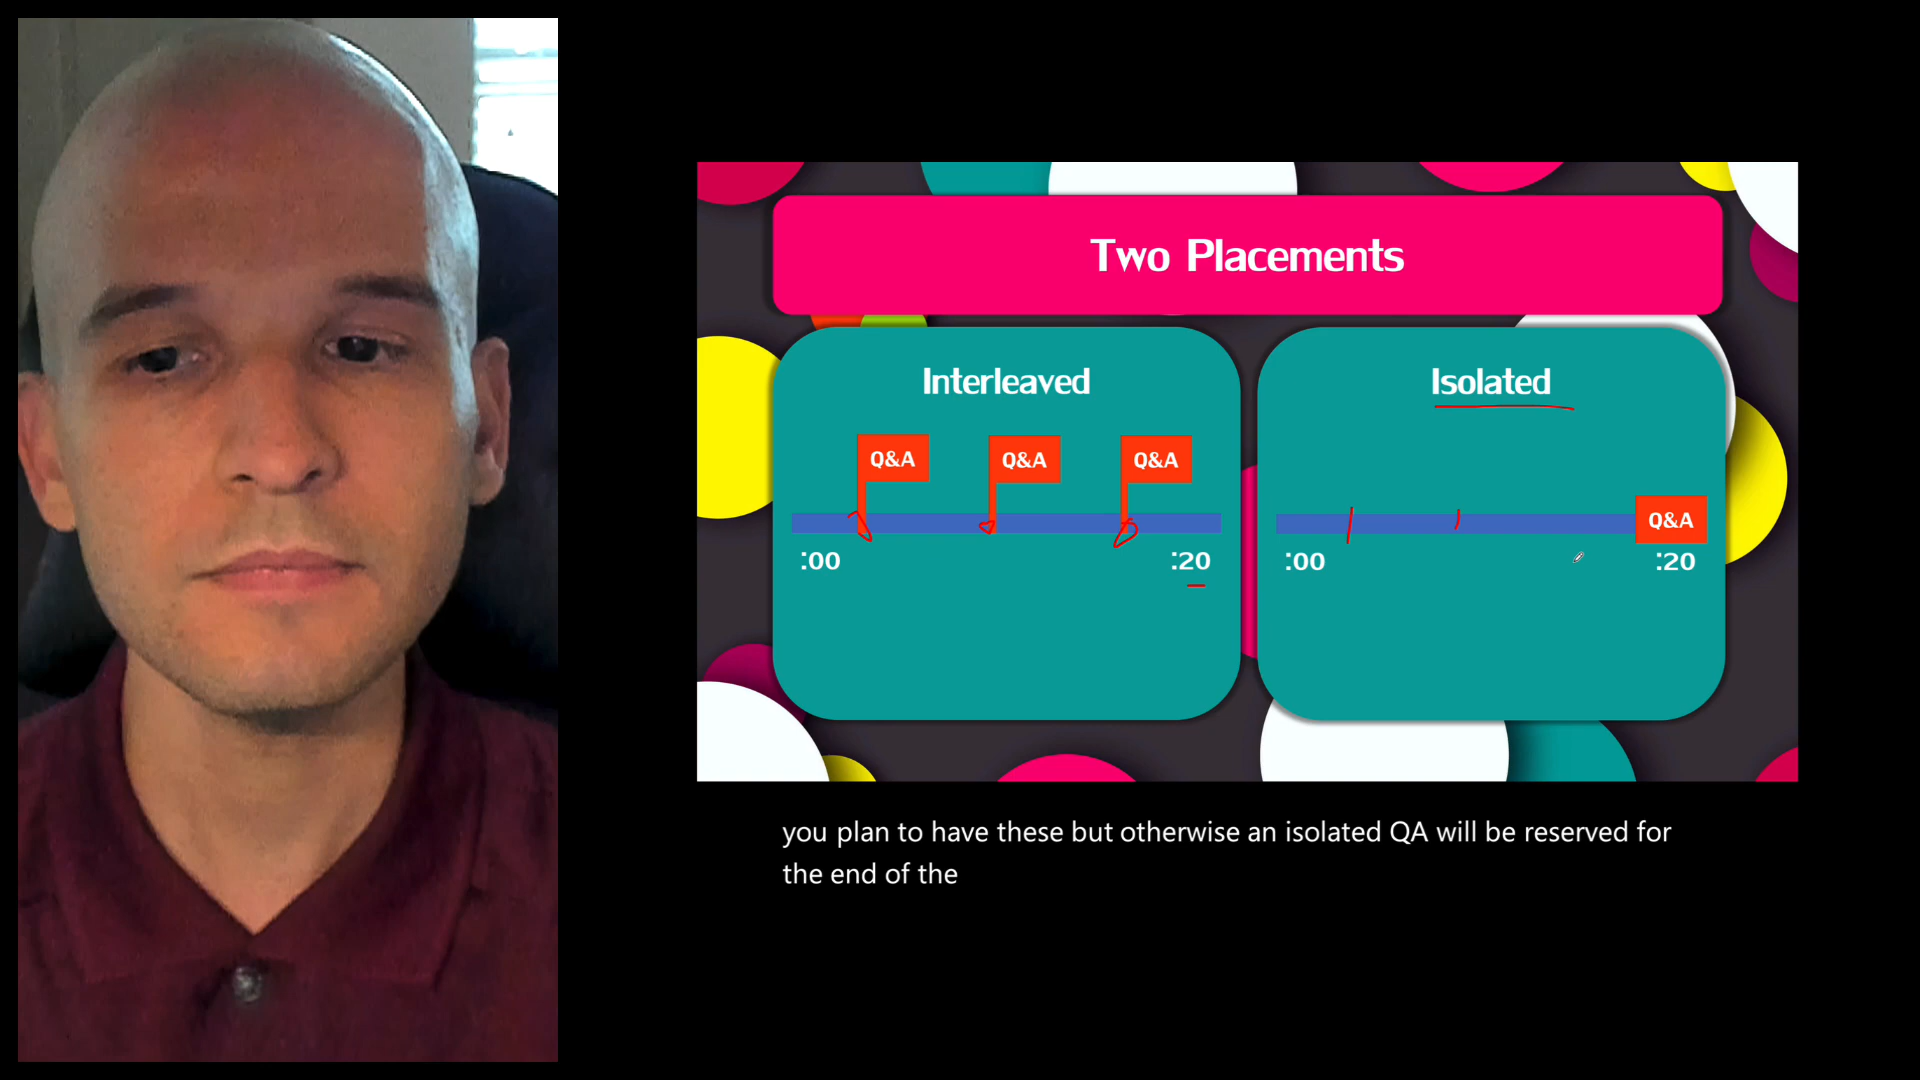 Two Placements
Interleaved
Q&A Q&A Q&A
:00 :20
Isolated
Q&A
:00 :20
you plan to have these but otherwise an isolated QA will be reserved for
the end of the